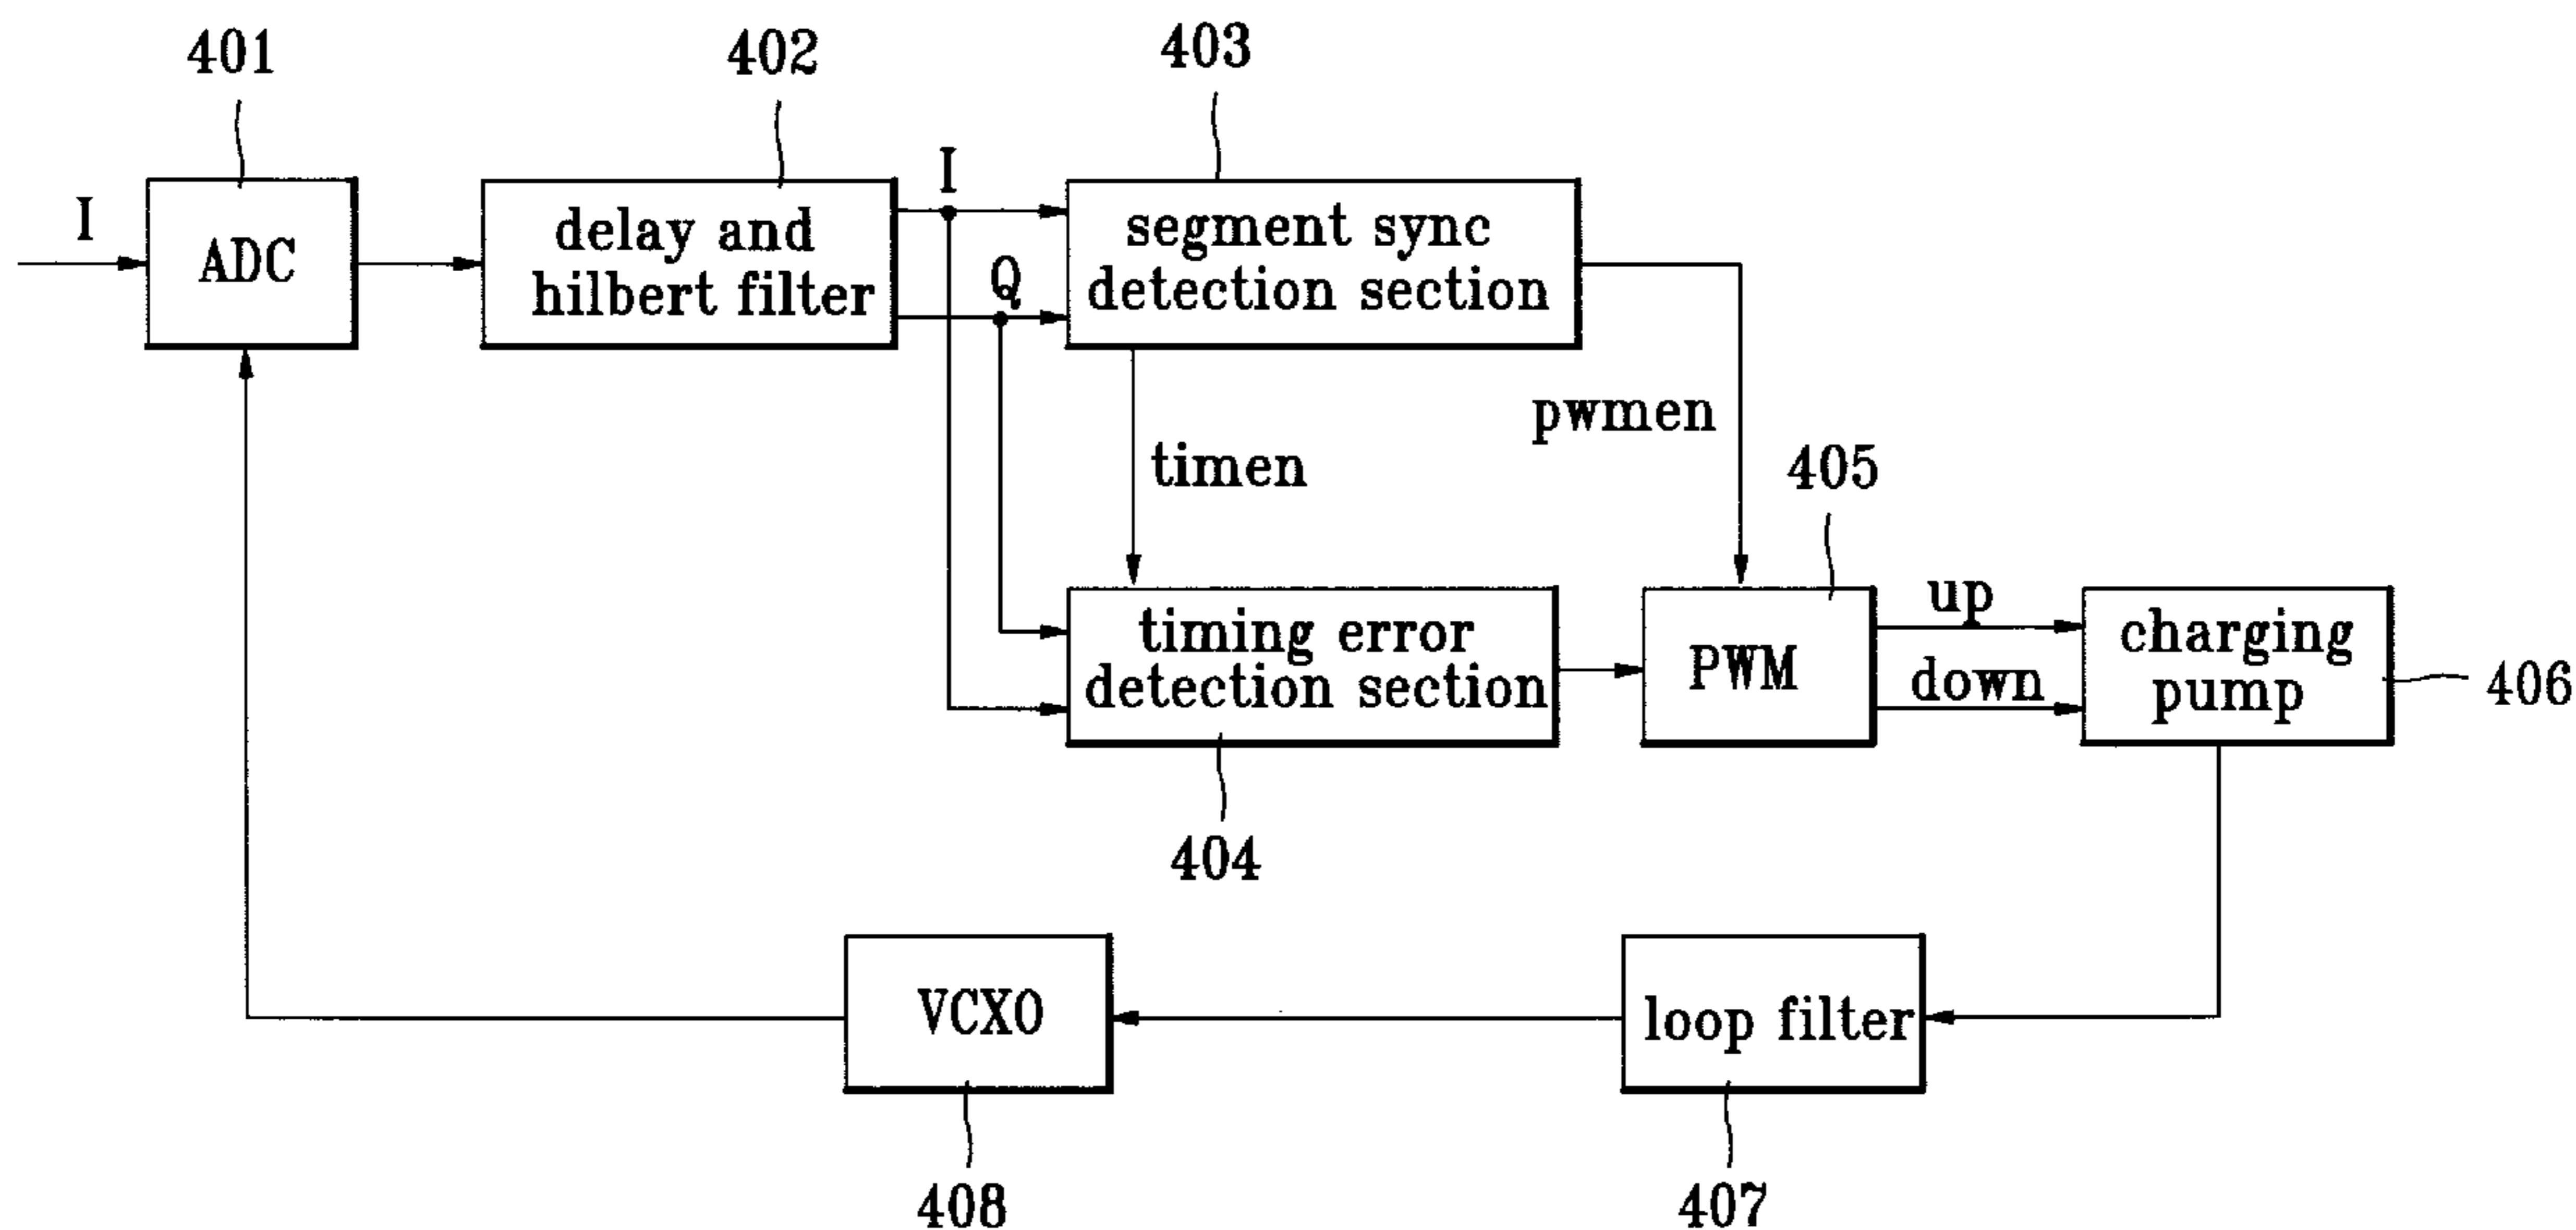 401
402
403
I
ADC
delay and
hilbert filter
I
Q
segment sync
detection section
timen
pwmen
405
timing error
detection section
PWM
up
down
charging
pump
406
404
VCXO
loop filter
408
407